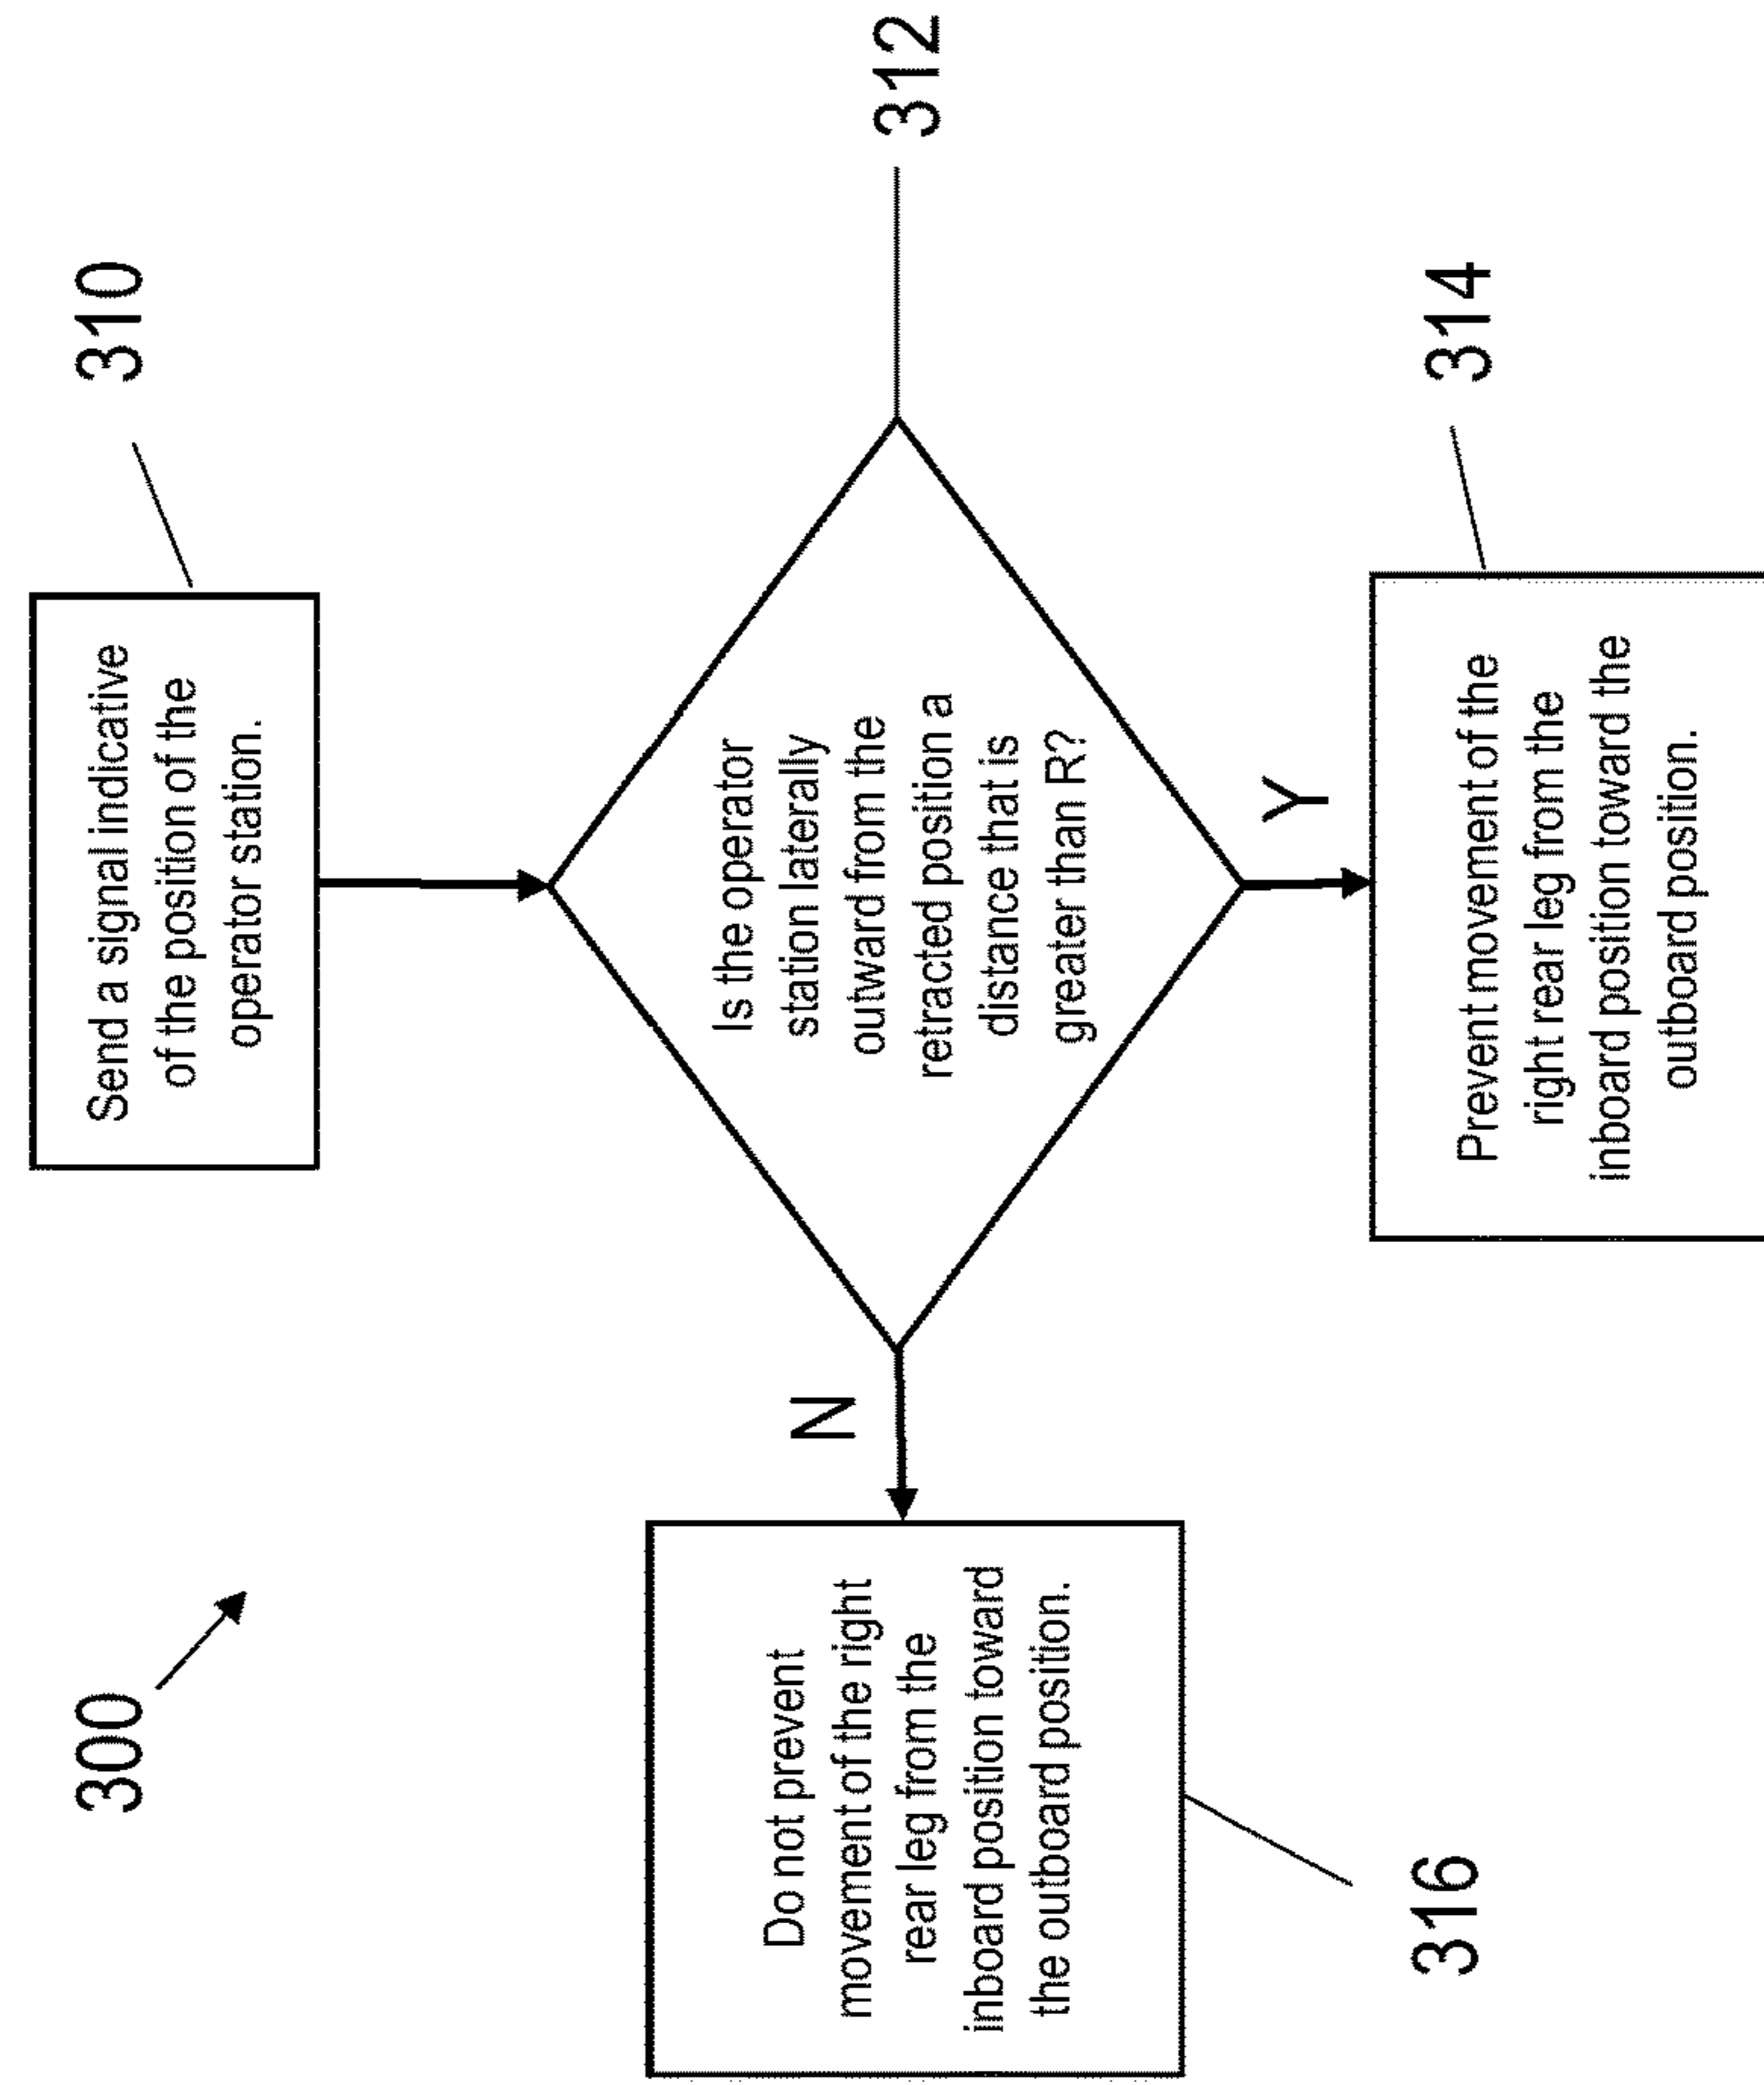 300
310
Send a signal indicative
of the position of the
operator station.
312
Is the operator
station laterally
outward from the
retracted position a
distance that is
greater than R?
N
Y
Do not prevent
movement of the right
rear leg from the
inboard position toward
the outboard position.
316
314
Prevent movement of the
right rear leg from the
inboard position toward the
outboard position.